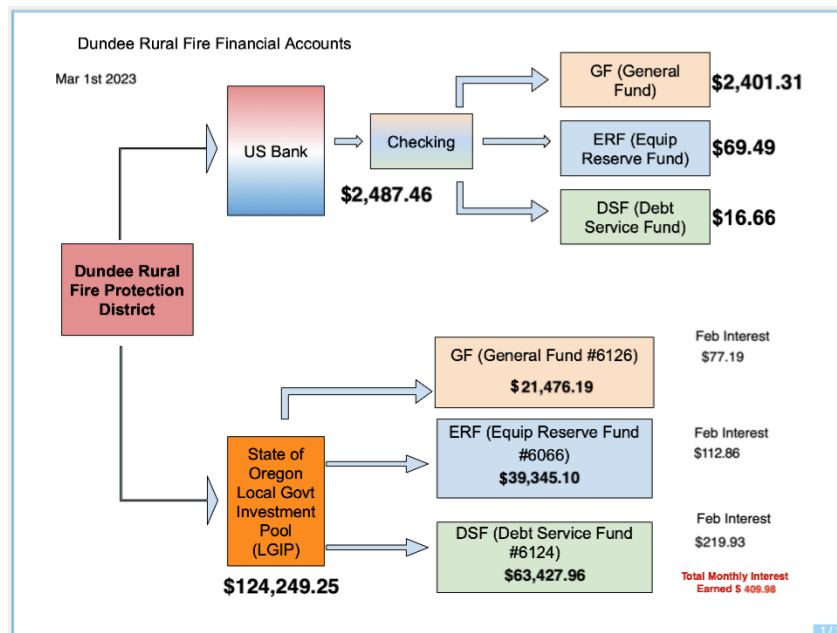 Dundee Rural Fire Financial Accounts
Mar 1st 2023
US Bank
Checking
$2,487.46
GF (General
Fund)
$2,401.31
ERF (Equip
Reserve Fund)
$69.49
DSF (Debt
Service Fund)
$16.66
Dundee Rural
Fire Protection
District
State of
Oregon
Local Govt
Investment
Pool
(LGIP)
$124,249.25
GF (General Fund #6126)
$21,476.19
Feb Interest
$77.19
ERF (Equip Reserve Fund
#6066)
$39,345.10
Feb Interest
$112.86
DSF (Debt Service Fund
#6124)
$63,427.96
Feb Interest
$219.93
Total Monthly Interest
Earned $ 409.98